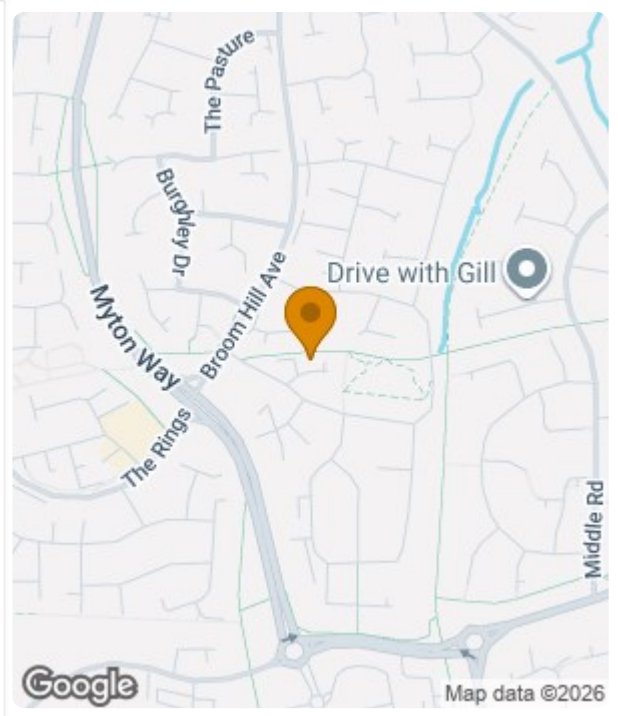 The Pasture
Burghley Dr
Broom Hill Ave
Drive with Gill
Myton Way
The Rings
Middle Rd
Google
Map data ©2026